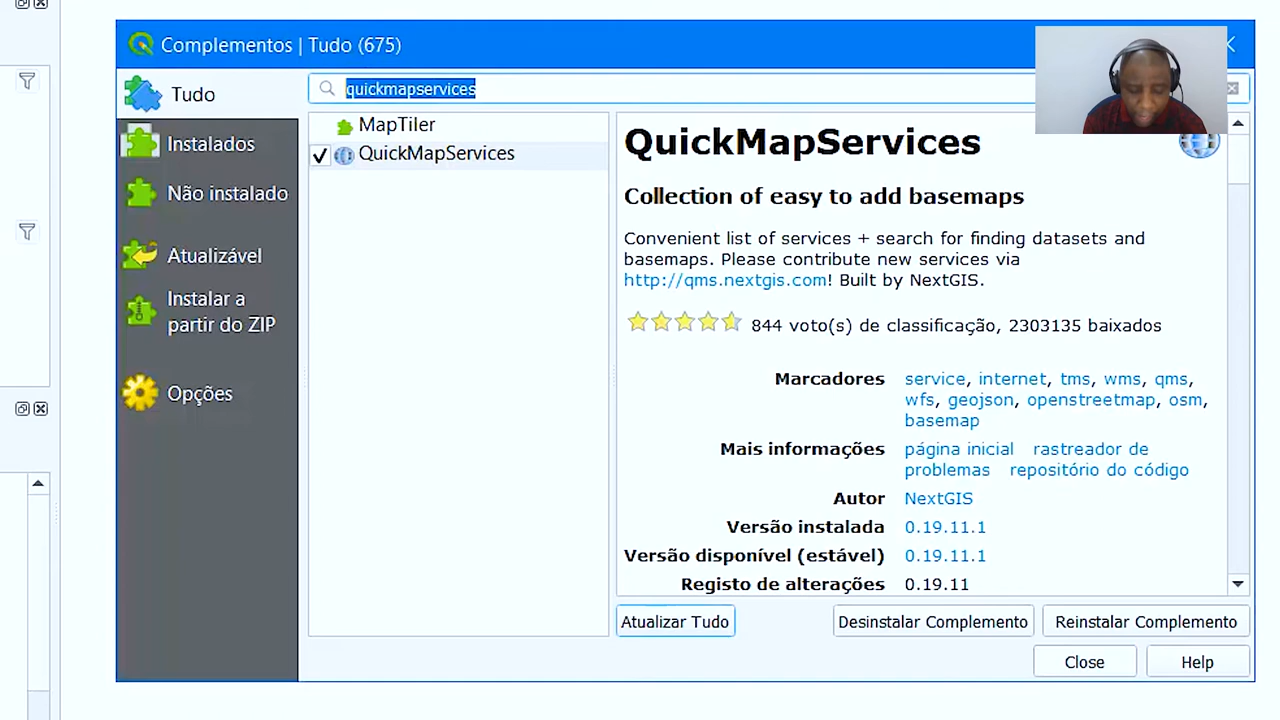 Complementos | Tudo (675)
Tudo
Instalados
Não instalado
Atualizável
Instalar a
partir do ZIP
Opções
quickmapservices
MapTiler
QuickMapServices
QuickMapServices
Collection of easy to add basemaps
Convenient list of services + search for finding datasets and
basemaps. Please contribute new services via
http://qms.nextgis.com! Built by NextGIS.
844 voto(s) de classificação, 2303135 baixados
Marcadores service, internet, tms, wms, qms,
wfs, geojson, openstreetmap, osm,
basemap
Mais informações página inicial rastreador de
problemas repositório do código
Autor NextGIS
Versão instalada 0.19.11.1
Versão disponível (estável) 0.19.11.1
Registo de alterações 0.19.11
Atualizar Tudo Desinstalar Complemento Reinstalar Complemento
Close Help